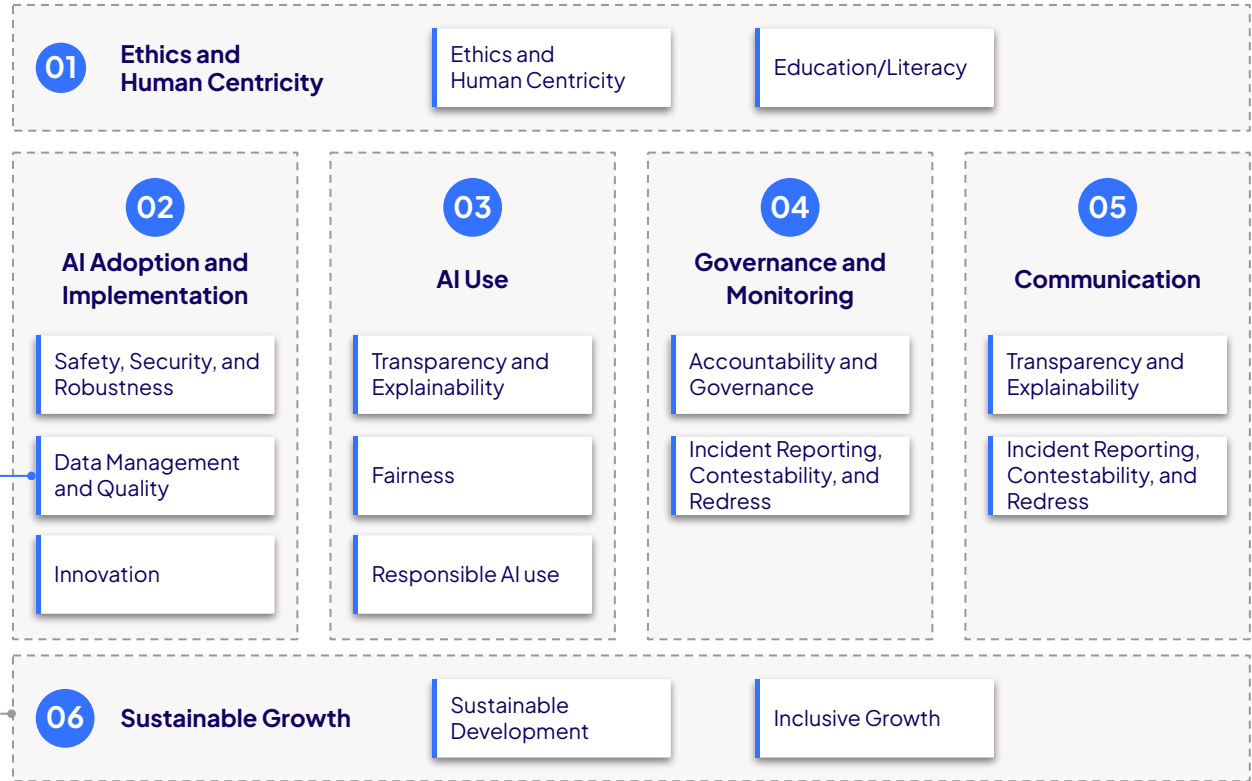 01
Ethics and
Human Centricity
Ethics and
Human Centricity
Education/Literacy
02
AI Adoption and
Implementation
Safety, Security, and
Robustness
Data Management
and Quality
Innovation
03
AI Use
Transparency and
Explainability
Fairness
Responsible AI use
04
Governance and
Monitoring
Accountability and
Governance
Incident Reporting,
Contestability, and
Redress
05
Communication
Transparency and
Explainability
Incident Reporting,
Contestability, and
Redress
06
Sustainable Growth
Sustainable
Development
Inclusive Growth